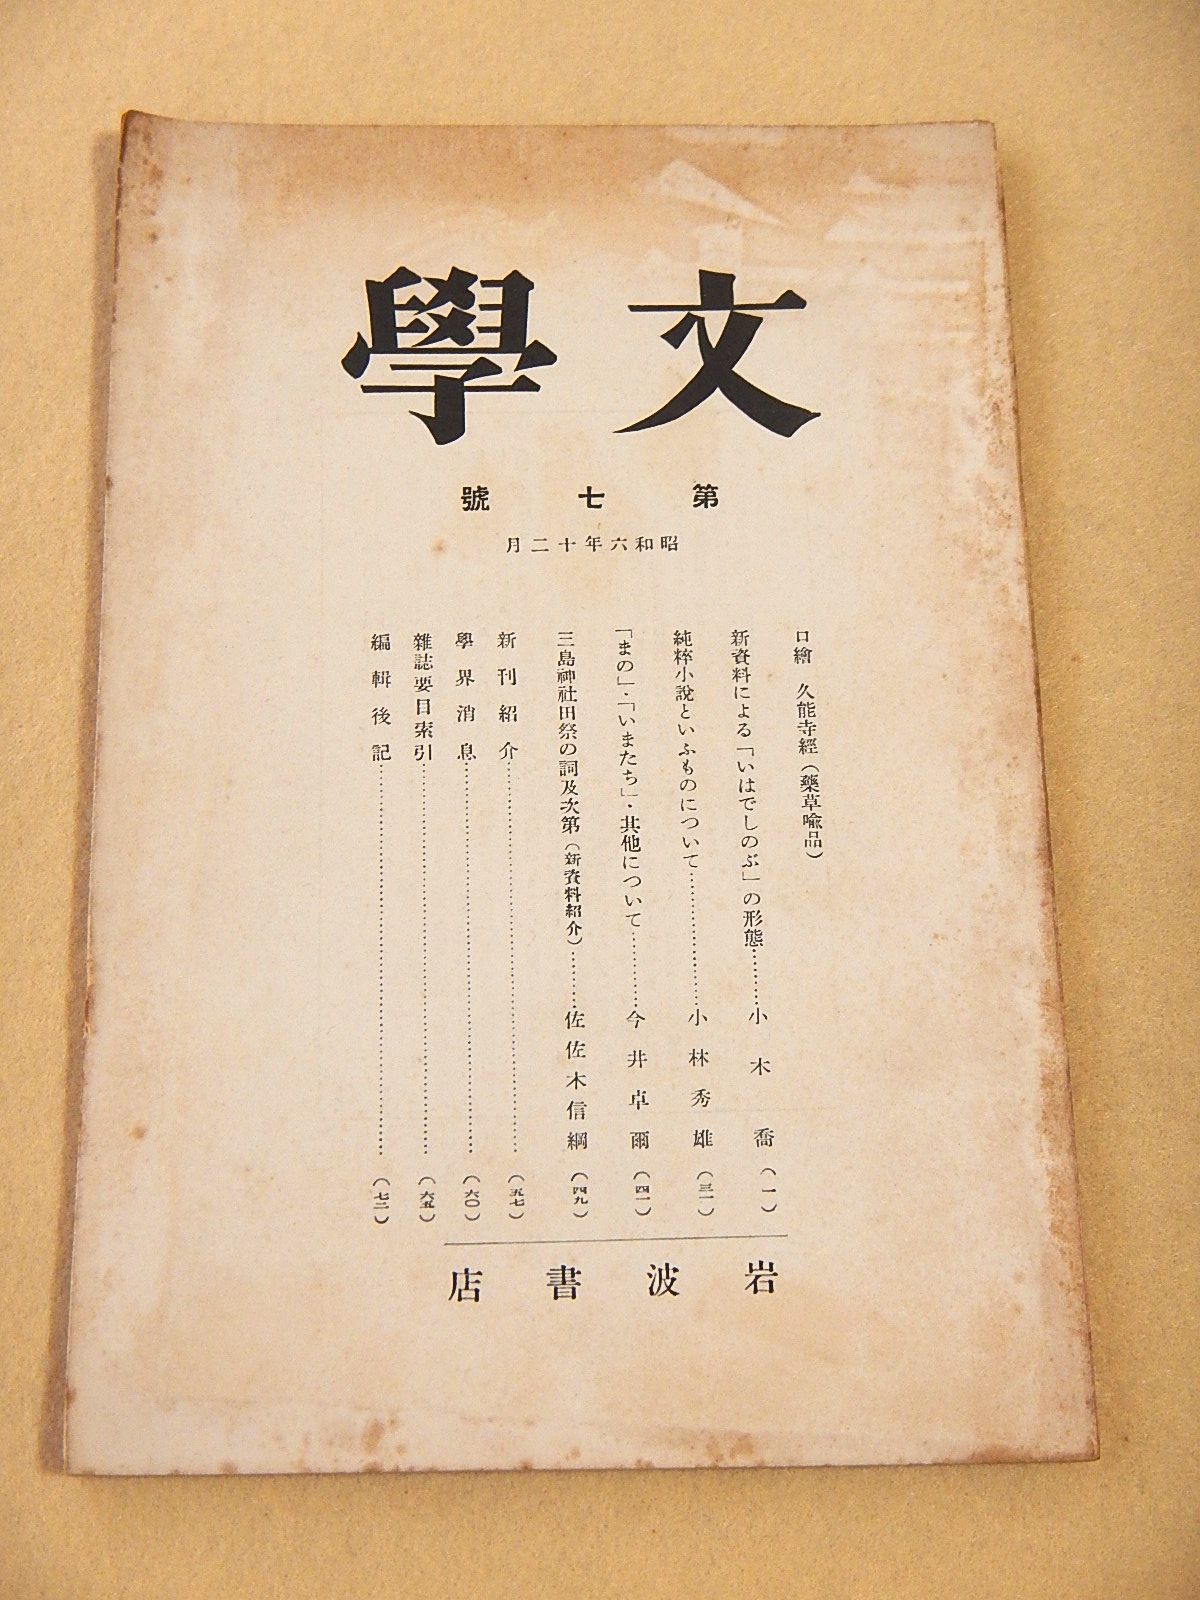 文學
第七號
昭和六年十二月
口繪 久能寺經（藥草喩品）
新資料による「いはでしのぶ」の形態…………小木喬（一）
純粹小說といふものについて…………小林秀雄（三一）
「まの」・「いまたち」・其他について…………今井卓爾（四一）
三島神社田祭の詞及次第（新資料紹介）…………佐佐木信綱（四九）
新刊紹介…………（五七）
學界消息…………（六〇）
雜誌要目索引…………（六五）
編輯後記…………（七二）
岩波書店